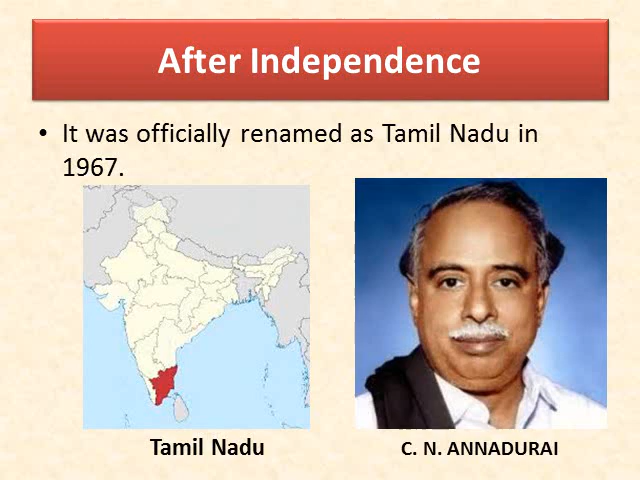 After Independence
• It was officially renamed as Tamil Nadu in
1967.
Tamil Nadu
C. N. ANNADURAI